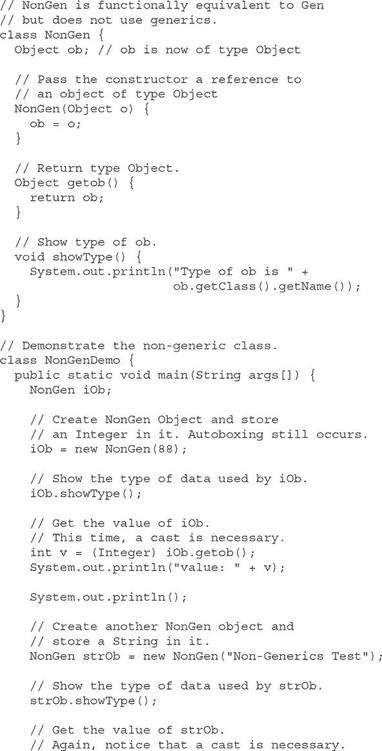 // NonGen is functionally equivalent to Gen
// but does not use generics.
class NonGen {
  Object ob; // ob is now of type Object

  // Pass the constructor a reference to
  // an object of type Object
  NonGen(Object o) {
    ob = o;
  }

  // Return type Object.
  Object getob() {
    return ob;
  }

  // Show type of ob.
  void showType() {
    System.out.println("Type of ob is " +
                       ob.getClass().getName());
  }
}

// Demonstrate the non-generic class.
class NonGenDemo {
  public static void main(String args[]) {
    NonGen iOb;

    // Create NonGen Object and store
    // an Integer in it. Autoboxing still occurs.
    iOb = new NonGen(88);

    // Show the type of data used by iOb.
    iOb.showType();

    // Get the value of iOb.
    // This time, a cast is necessary.
    int v = (Integer) iOb.getob();
    System.out.println("value: " + v);

    System.out.println();

    // Create another NonGen object and
    // store a String in it.
    NonGen strOb = new NonGen("Non-Generics Test");

    // Show the type of data used by strOb.
    strOb.showType();

    // Get the value of strOb.
    // Again, notice that a cast is necessary.